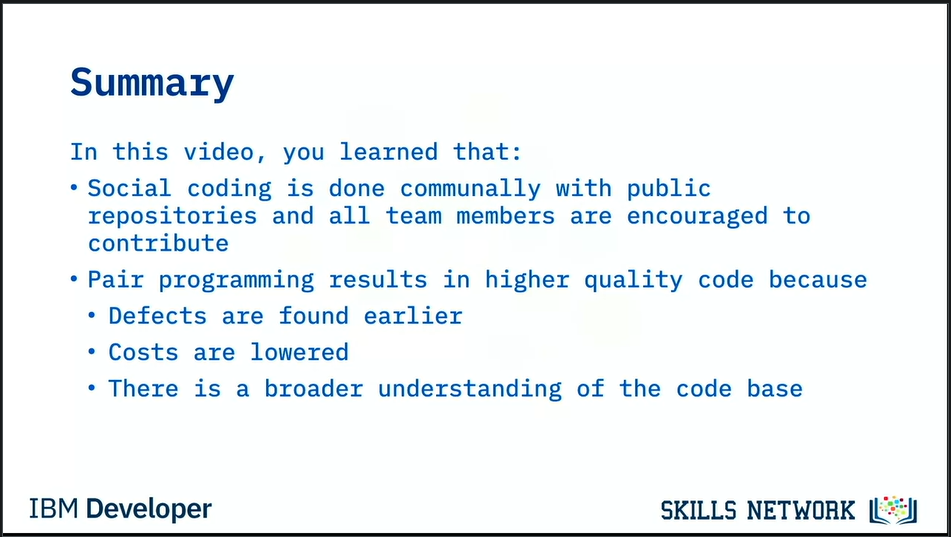 Summary
In this video, you learned that:
• Social coding is done communally with public
repositories and all team members are encouraged to
contribute
• Pair programming results in higher quality code because
• Defects are found earlier
• Costs are lowered
• There is a broader understanding of the code base
IBM Developer
SKILLS NETWORK